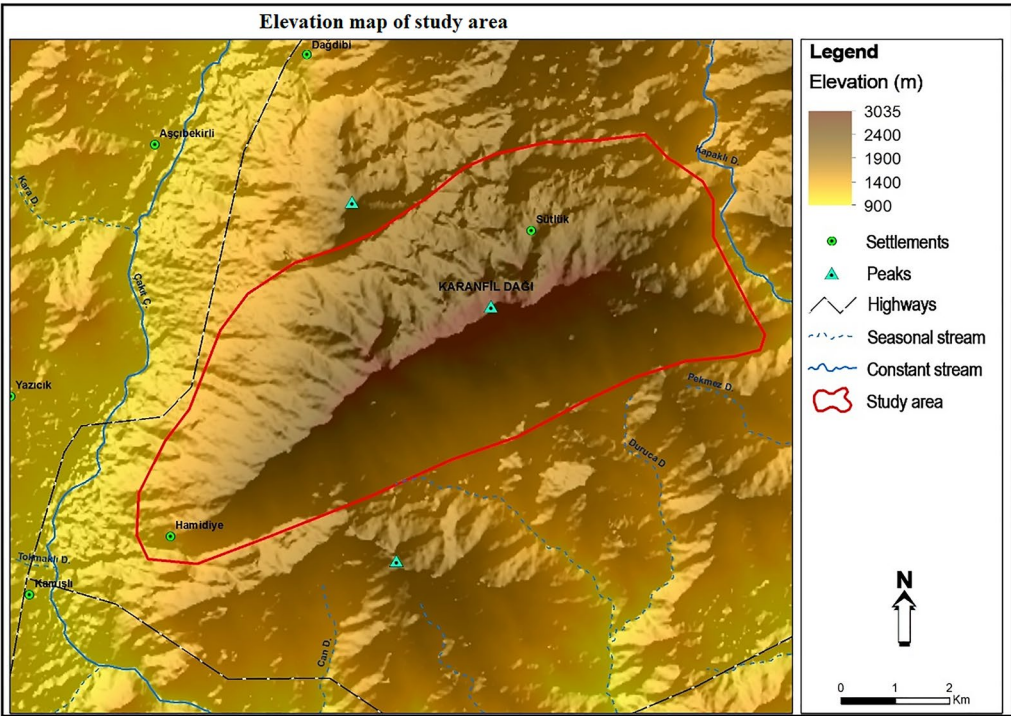 Elevation map of study area
Dağdibi
Aşçıbekirli
Kapaklı D.
Kara D.
Sütlük
Çakıt Ç.
KARANFİL DAĞI
Yazıcık
Pekmez D.
Duruca D
Hamidiye
Tokmaklı D.
Kamışlı
Can D.
Legend
Elevation (m)
3035
2400
1900
1400
900
Settlements
Peaks
Highways
Seasonal stream
Constant stream
Study area
N
0 1 2
Km